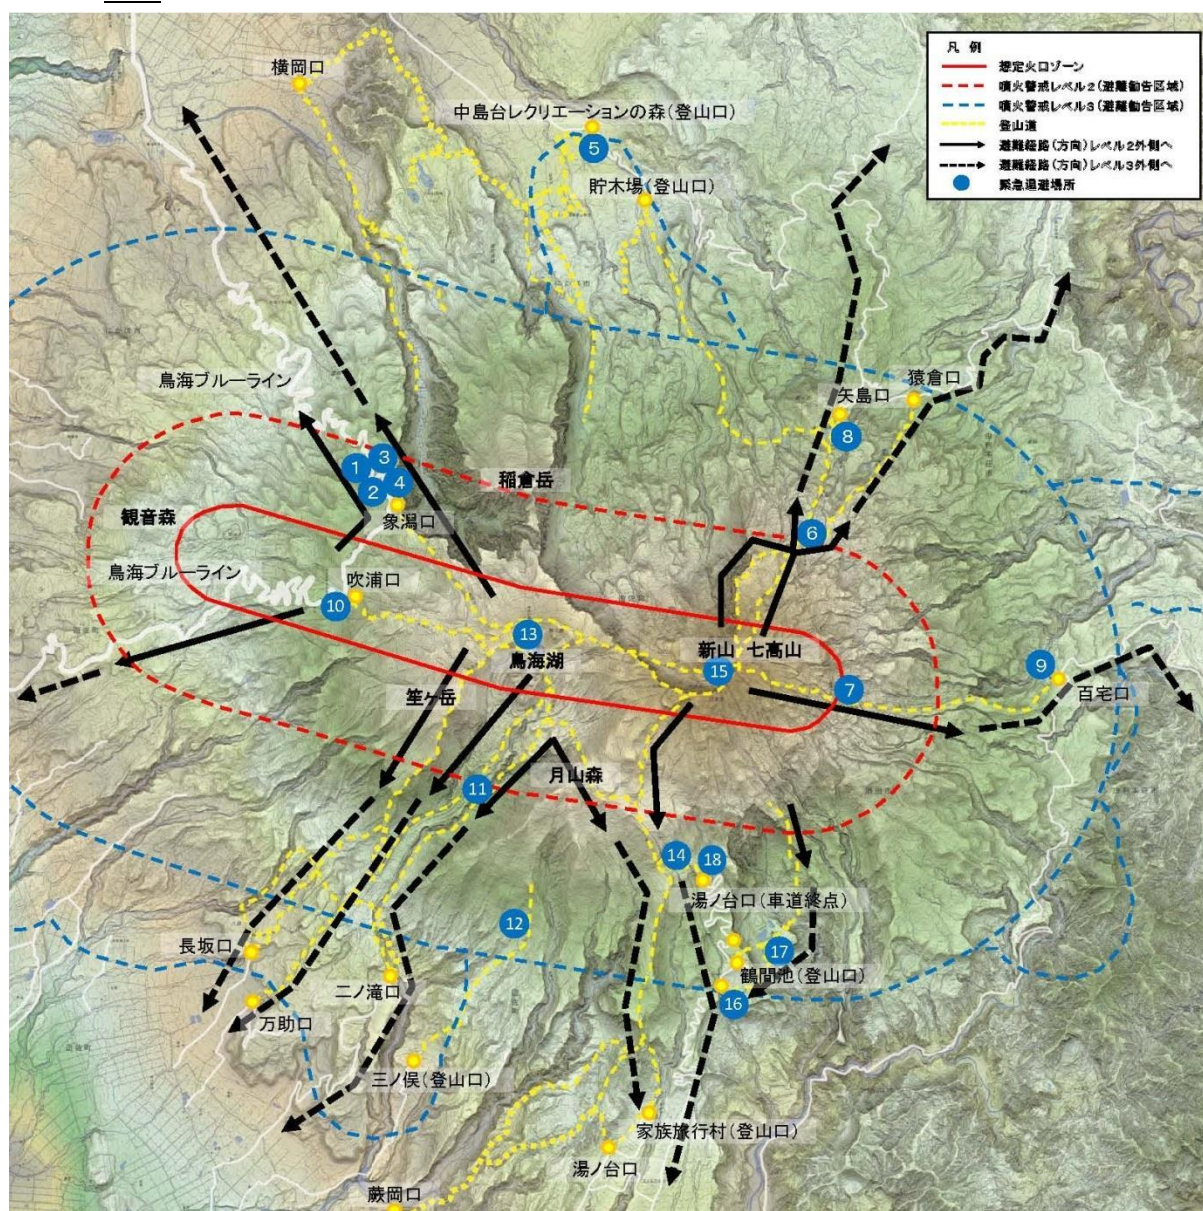 凡 例
想定火口ゾーン
噴火警戒レベル2(避難勧告区域)
噴火警戒レベル3(避難勧告区域)
登山道
避難経路(方向)レベル2外側へ
避難経路(方向)レベル3外側へ
緊急退避場所
横岡口
中島台レクリエーションの森(登山口)
5
貯木場(登山口)
鳥海ブルーライン
猿倉口
矢島口
8
3
1
4
2
稲倉岳
象潟口
観音森
6
鳥海ブルーライン
吹浦口
10
13
鳥海湖
新山 七高山
15
7
9
百宅口
笙ヶ岳
月山森
11
14
18
湯ノ台口(車道終点)
12
17
長坂口
鶴間池(登山口)
二ノ滝口
16
万助口
三ノ俣(登山口)
家族旅行村(登山口)
湯ノ台口
蕨岡口